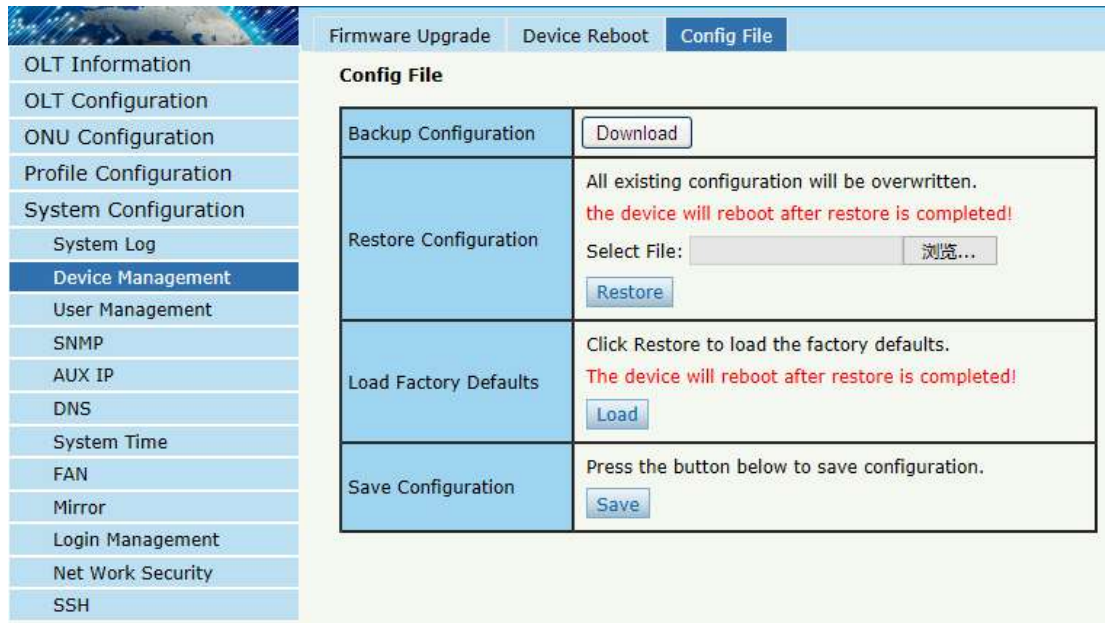 Firmware Upgrade Device Reboot Config File
OLT Information
OLT Configuration
ONU Configuration
Profile Configuration
System Configuration
System Log
Device Management
User Management
SNMP
AUX IP
DNS
System Time
FAN
Mirror
Login Management
Net Work Security
SSH
Config File
Backup Configuration Download
Restore Configuration
All existing configuration will be overwritten.
the device will reboot after restore is completed!
Select File: 浏览...
Restore
Load Factory Defaults
Click Restore to load the factory defaults.
The device will reboot after restore is completed!
Load
Save Configuration
Press the button below to save configuration.
Save